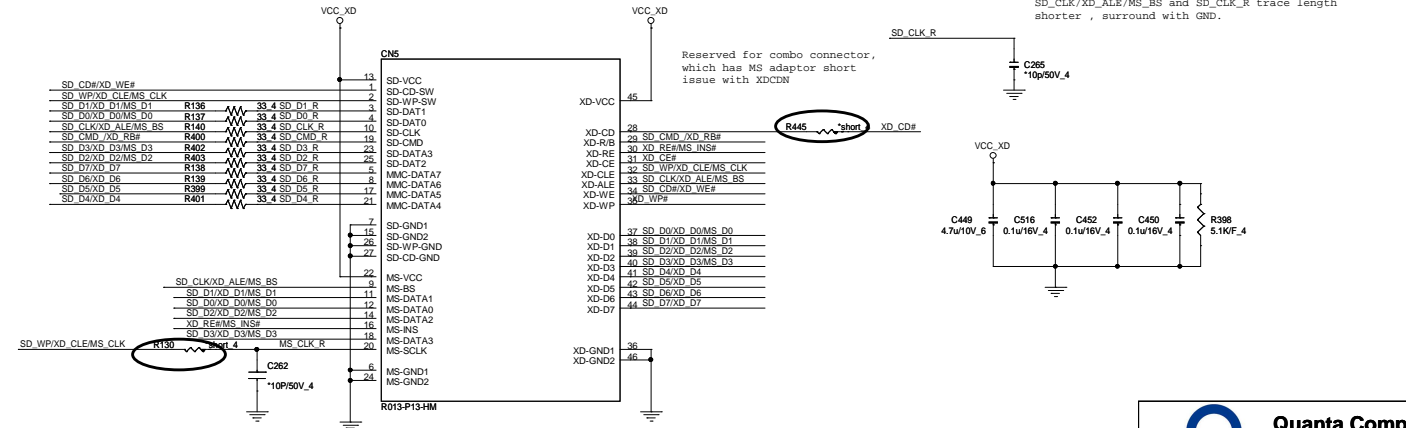 SD_CLK/XD_ALE/MS_BS and SD_CLK_R trace length
shorter , surround with GND.
VCC_XD
VCC_XD
SD_CLK_R
C265
*10p/50V_4
Reserved for combo connector,
which has MS adaptor short
issue with XDCDN
CN5
SD_CD#/XD_WE# 13 SD-VCC
SD_WP/XD_CLE/MS_CLK 1 SD-CD-SW
2 SD-WP-SW
SD_D1/XD_D1/MS_D1 R136 33_4 SD_D1_R 3 SD-DAT1
SD_D0/XD_D0/MS_D0 R137 33_4 SD_D0_R 4 SD-DAT0
SD_CLK/XD_ALE/MS_BS R140 33_4 SD_CLK_R 10 SD-CLK
SD_CMD_/XD_RB# R400 33_4 SD_CMD_R 19 SD-CMD
SD_D3/XD_D3/MS_D3 R402 33_4 SD_D3_R 23 SD-DATA3
SD_D2/XD_D2/MS_D2 R403 33_4 SD_D2_R 25 SD-DAT2
SD_D7/XD_D7 R138 33_4 SD_D7_R 5 MMC-DATA7
SD_D6/XD_D6 R139 33_4 SD_D6_R 8 MMC-DATA6
SD_D5/XD_D5 R399 33_4 SD_D5_R 17 MMC-DATA5
SD_D4/XD_D4 R401 33_4 SD_D4_R 21 MMC-DATA4
7 SD-GND1
15 SD-GND2
26 SD-WP-GND
27 SD-CD-GND
22 MS-VCC
SD_CLK/XD_ALE/MS_BS 9 MS-BS
SD_D1/XD_D1/MS_D1 11 MS-DATA1
SD_D0/XD_D0/MS_D0 12 MS-DATA0
SD_D2/XD_D2/MS_D2 14 MS-DATA2
XD_RE#/MS_INS# 16 MS-INS
SD_D3/XD_D3/MS_D3 18 MS-DATA3
SD_WP/XD_CLE/MS_CLK R130 short_4 MS_CLK_R 20 MS-SCLK
C262
*10P/50V_4
6 MS-GND1
24 MS-GND2
R013-P13-HM
XD-VCC 45
XD-CD 28 R445 *short_ XD_CD#
XD-R/B 29 SD_CMD_/XD_RB#
XD-RE 30 XD_RE#/MS_INS#
XD-CE 31 XD_CE#
XD-CLE 32 SD_WP/XD_CLE/MS_CLK
XD-ALE 33 SD_CLK/XD_ALE/MS_BS
XD-WE 34 SD_CD#/XD_WE#
XD-WP 35 XD_WP#
XD-D0 37 SD_D0/XD_D0/MS_D0
XD-D1 38 SD_D1/XD_D1/MS_D1
XD-D2 39 SD_D2/XD_D2/MS_D2
XD-D3 40 SD_D3/XD_D3/MS_D3
XD-D4 41 SD_D4/XD_D4
XD-D5 42 SD_D5/XD_D5
XD-D6 43 SD_D6/XD_D6
XD-D7 44 SD_D7/XD_D7
XD-GND1 36
XD-GND2 46
VCC_XD
C449
4.7u/10V_6
C516
0.1u/16V_4
C452
0.1u/16V_4
C450
0.1u/16V_4
R398
5.1K/F_4
Quanta Comp